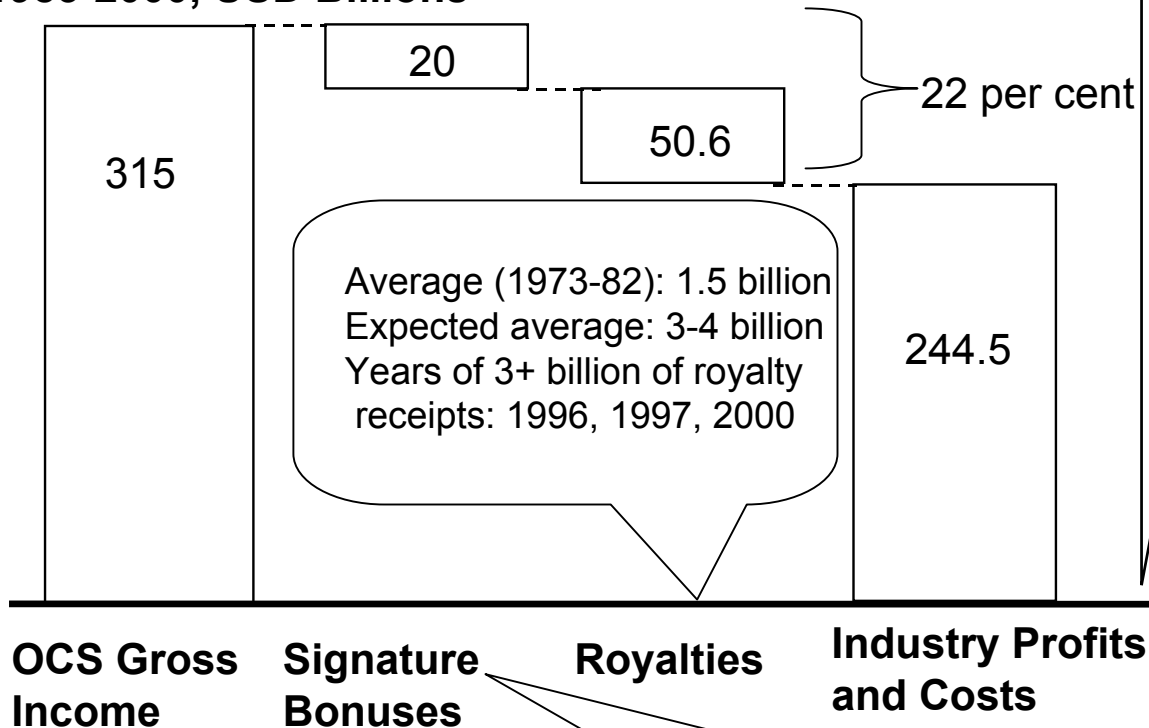 20
22 per cent
50.6
315
Average (1973-82): 1.5 billion
Expected average: 3-4 billion
Years of 3+ billion of royalty
receipts: 1996, 1997, 2000
244.5
OCS Gross
Income
Signature
Bonuses
Royalties
Industry Profits
and Costs